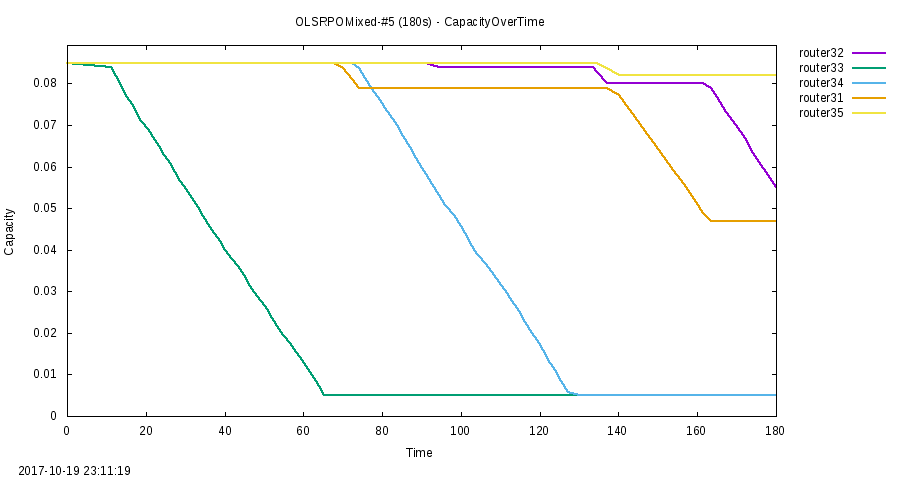 OLSRPOMixed-#5 (180s) - CapacityOverTime
router32
router33
router34
router31
router35
0.08
0.07
0.06
0.05
0.04
0.03
0.02
0.01
0
Capacity
0 20 40 60 80 100 120 140 160 180
Time
2017-10-19 23:11:19